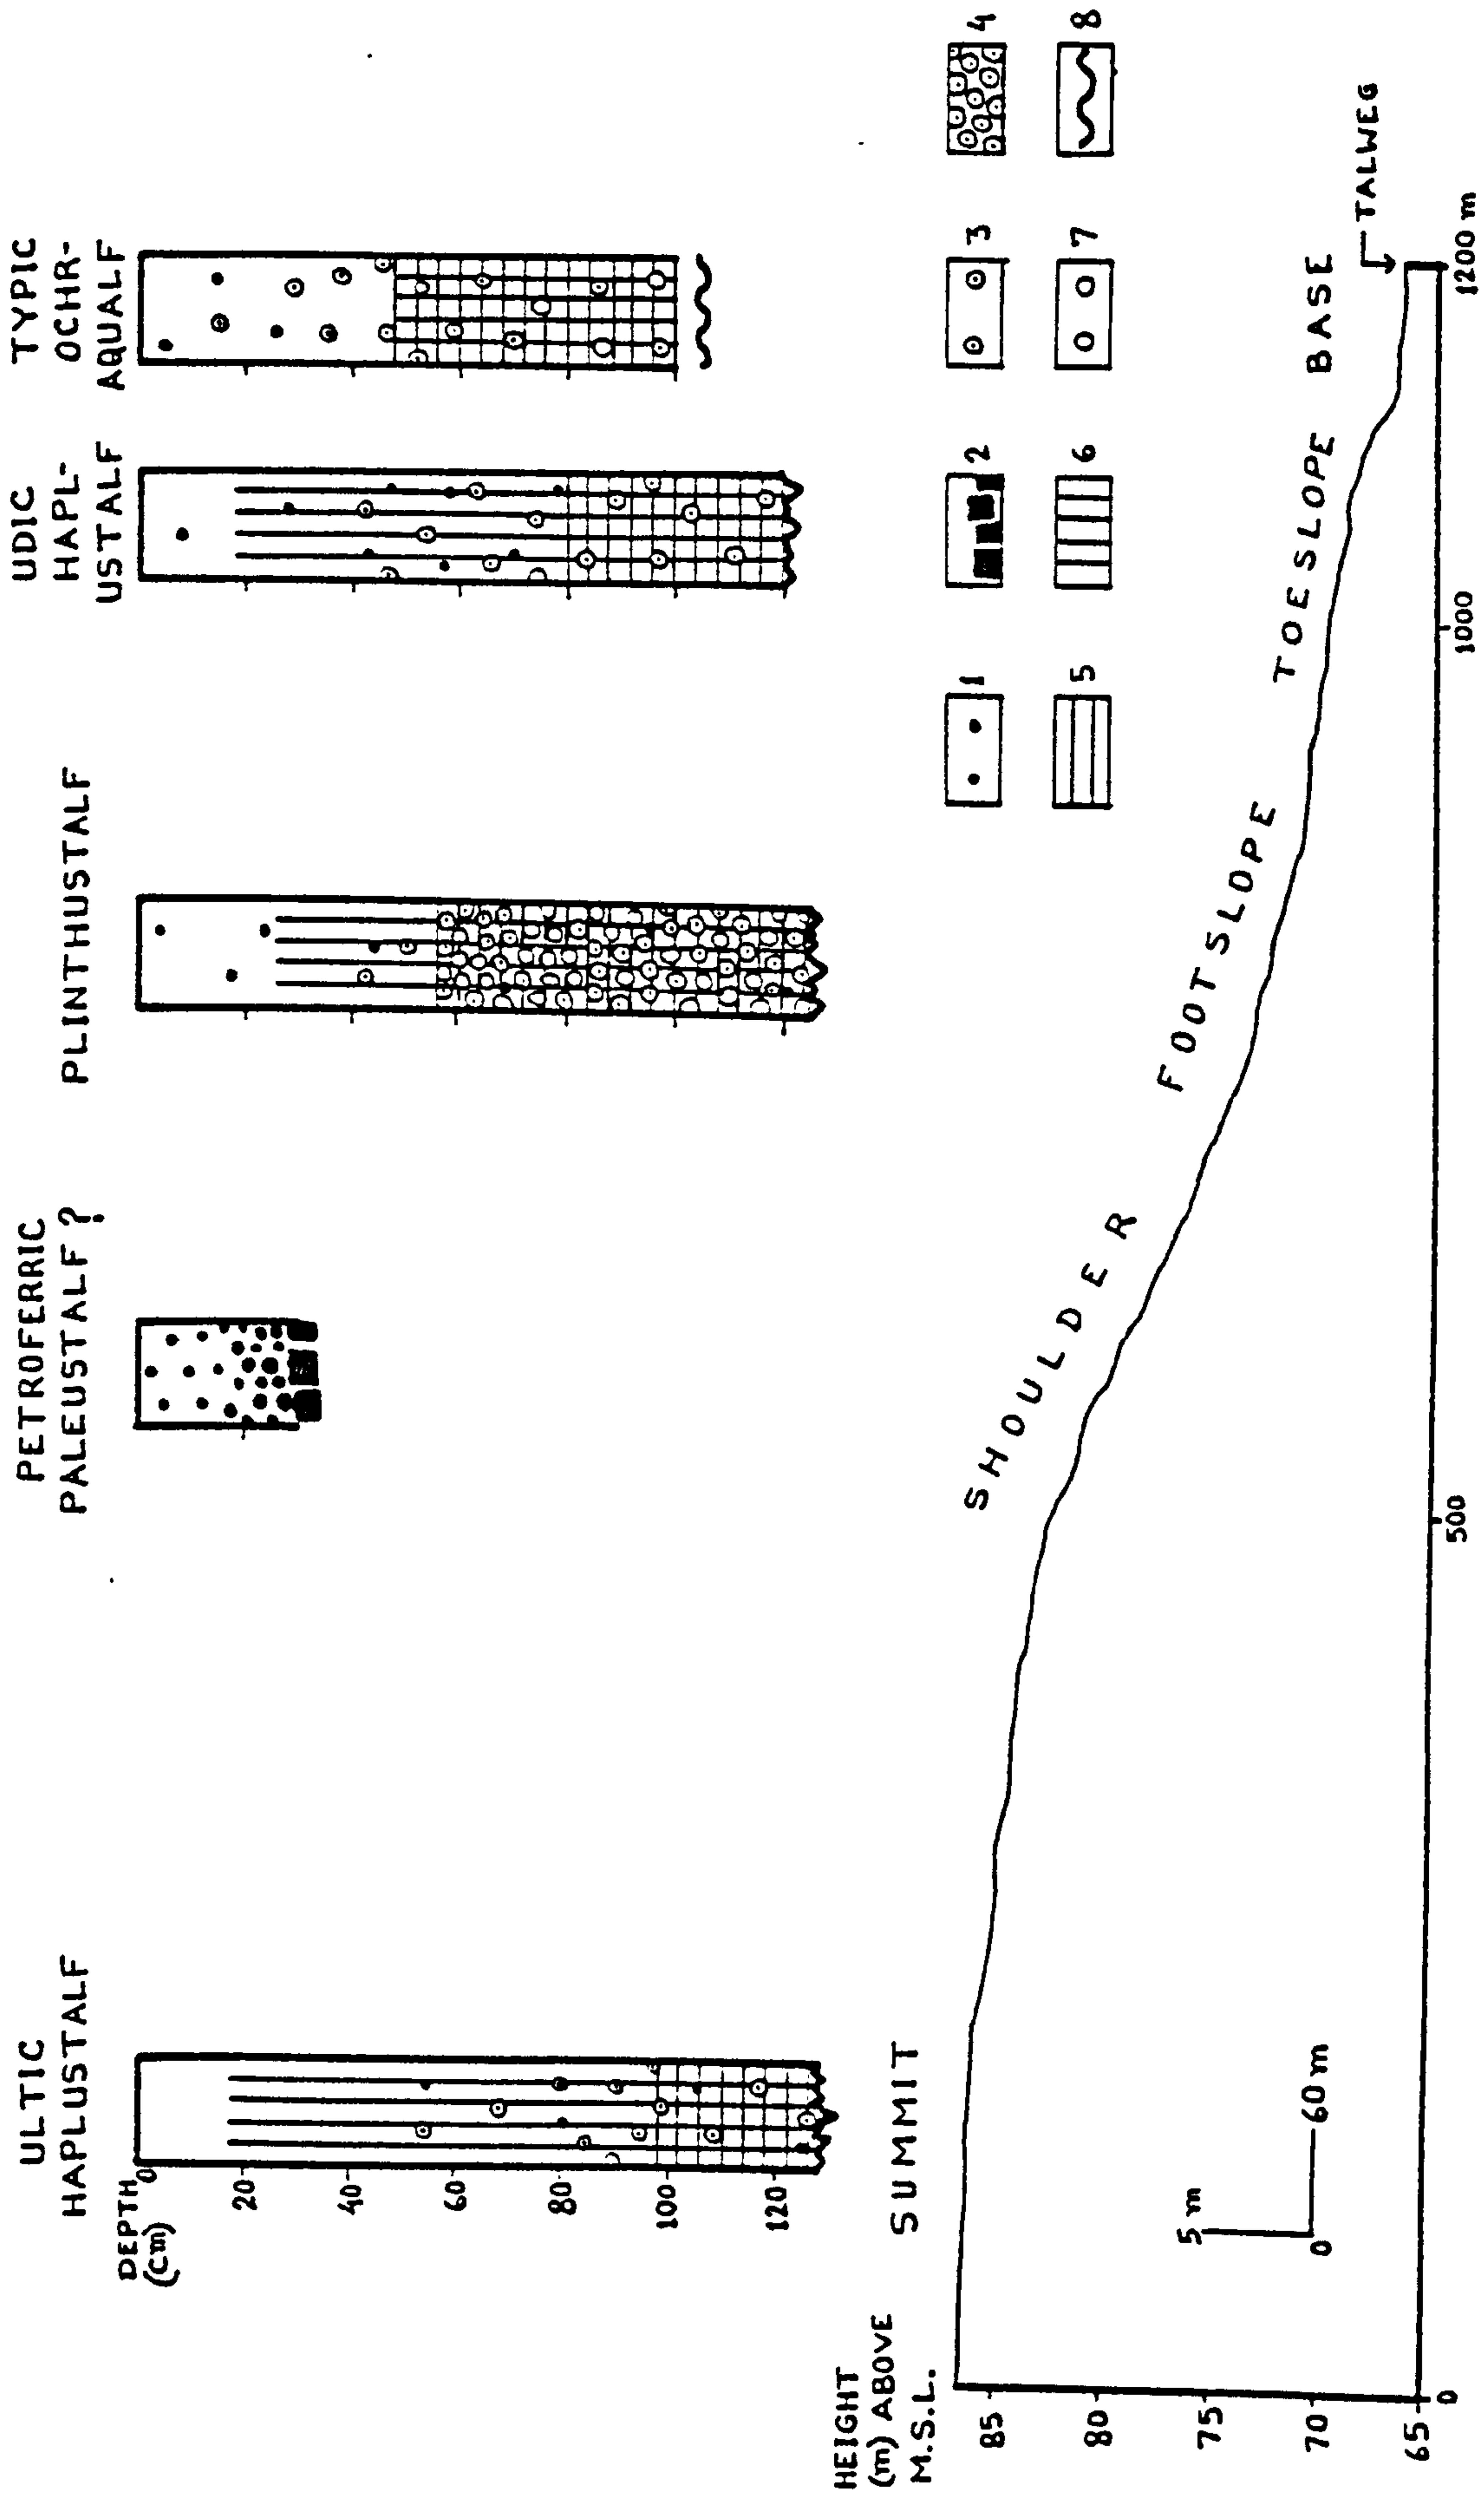 ULTIC
HAPLUSTALF
PETROFERRIC
PALEUSTALF ?
PLINTHUSTALF
UDIC
HAPL-
USTALF
TYPIC
OCHR-
AQUALF
DEPTH
(cm)
0
20
40
60
80
100
120
HEIGHT
(m) ABOVE
M.S.L.
85
80
75
70
65
SUMMIT
SHOULDER
FOOTSLOPE
TOESLOPE
BASE
TALWEG
1
2
3
4
5
6
7
8
5 m
0
60 m
0
500
1000
1200 m